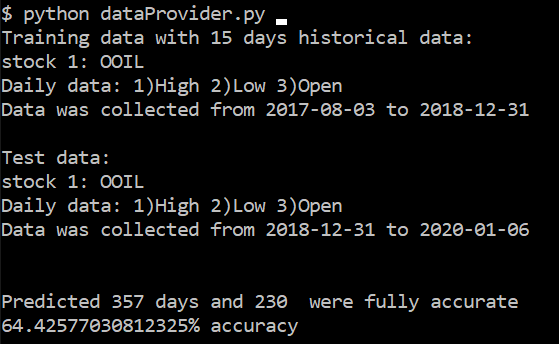 $ python dataProvider.py
Training data with 15 days historical data:
stock 1: OOIL
Daily data: 1)High 2)Low 3)Open
Data was collected from 2017-08-03 to 2018-12-31
Test data:
stock 1: OOIL
Daily data: 1)High 2)Low 3)Open
Data was collected from 2018-12-31 to 2020-01-06
Predicted 357 days and 230  were fully accurate
64.42577030812325% accuracy